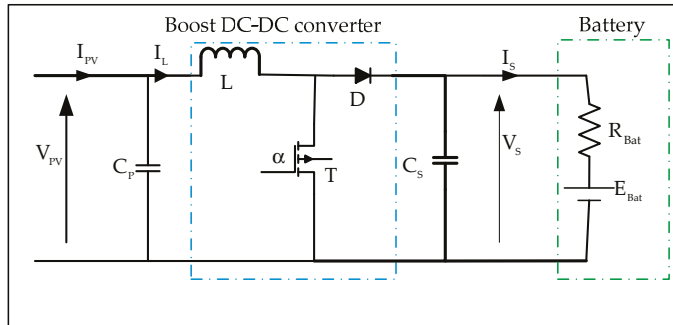 Boost DC-DC converter
Battery
I_PV
I_L
L
D
I_S
V_PV
C_P
α
T
C_S
V_S
R_Bat
E_Bat